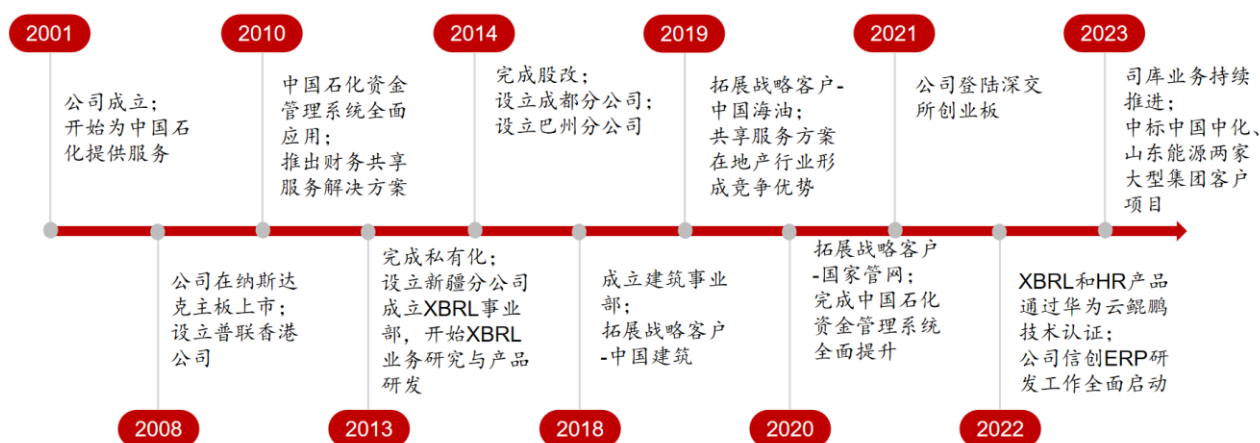 2001
公司成立；
开始为中国石
化提供服务
2008
公司在纳斯达
克主板上市；
设立普联香港
公司
2010
中国石化资金
管理系统全面
应用；
推出财务共享
服务解决方案
2013
完成私有化；
设立新疆分公司
成立XBRL事业
部，开始XBRL
业务研究与产品
研发
2014
完成股改；
设立成都分公司；
设立巴州分公司
2018
成立建筑事业
部；
拓展战略客户
-中国建筑
2019
拓展战略客户-
中国海油；
共享服务方案
在地产行业形
成竞争优势
2020
拓展战略客户
-国家管网；
完成中国石化
资金管理系统
全面提升
2021
公司登陆深交
所创业板
2022
XBRL和HR产品
通过华为云鲲鹏
技术认证；
公司信创ERP研
发工作全面启动
2023
司库业务持续
推进；
中标中国中化、
山东能源两家
大型集团客户
项目